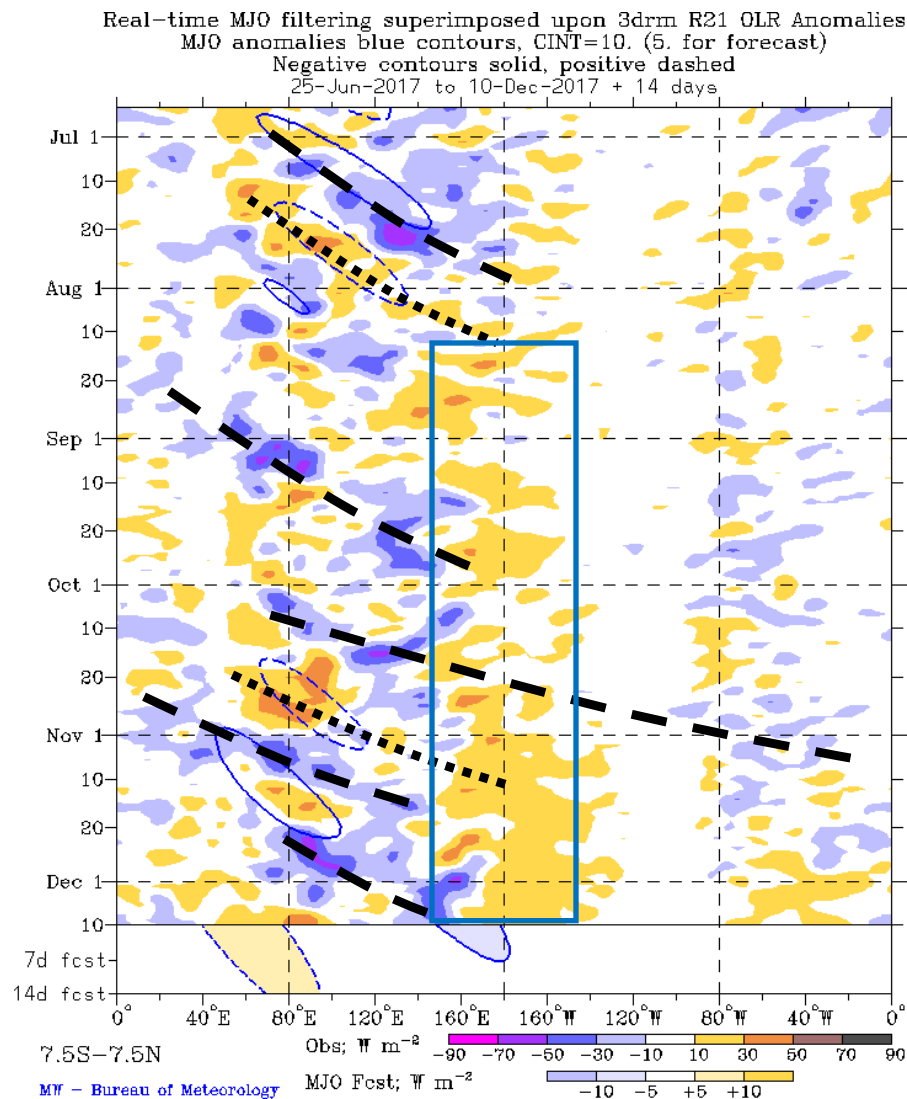 Real-time MJO filtering superimposed upon 3drm R21 OLR Anomalies
MJO anomalies blue contours, CINT=10. (5. for forecast)
Negative contours solid, positive dashed
25-Jun-2017 to 10-Dec-2017 + 14 days
Jul 1
10
20
Aug 1
10
20
Sep 1
10
20
Oct 1
10
20
Nov 1
10
20
Dec 1
10
7d fcst
14d fcst
0° 40°E 80°E 120°E 160°E 160°W 120°W 80°W 40°W 0°
7.5S-7.5N
Obs; W m⁻²
-90 -70 -50 -30 -10 10 30 50 70 90
MW - Bureau of Meteorology
MJO Fcst; W m⁻²
-10 -5 +5 +10